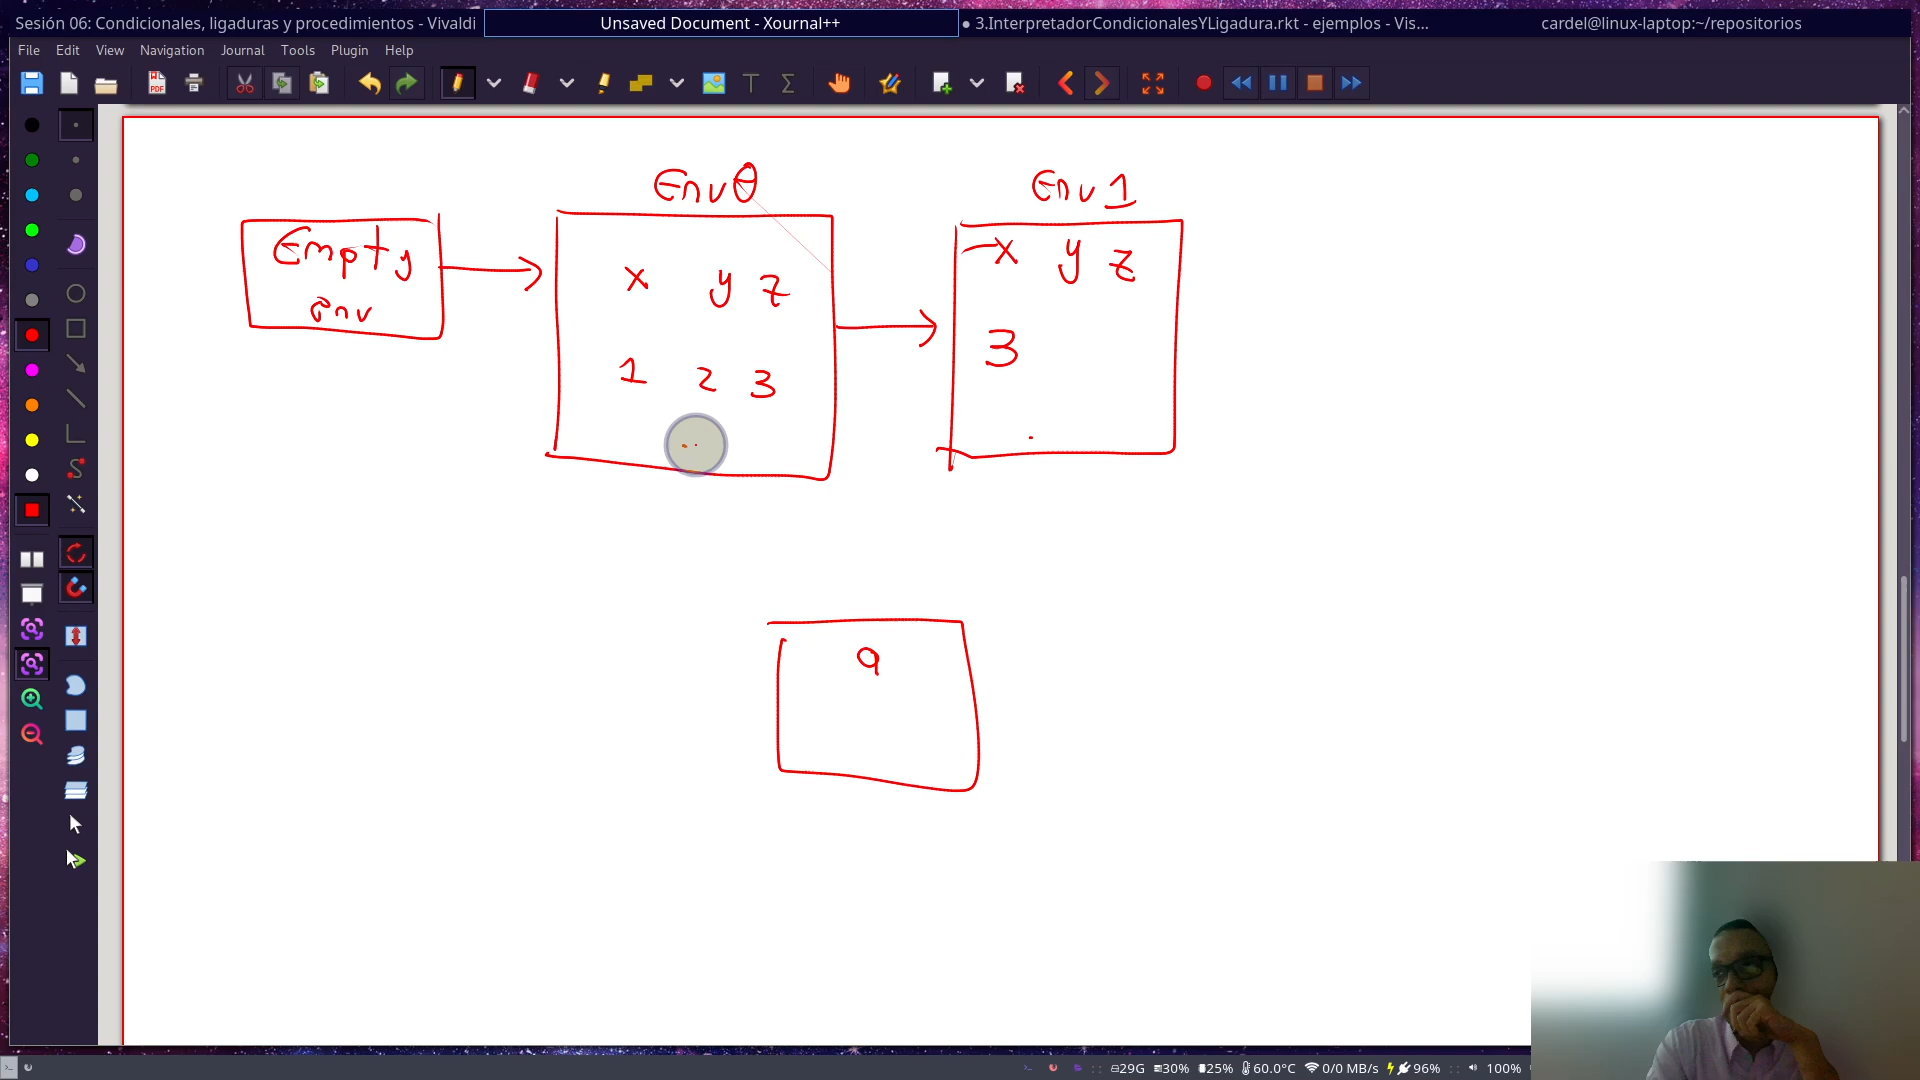 Sesión 06: Condicionales, ligaduras y procedimientos - Vivaldi
Unsaved Document - Xournal++
● 3.InterpretadorCondicionalesYLigadura.rkt - ejemplos - Vis...
cardel@linux-laptop:~/repositorios
File Edit View Navigation Journal Tools Plugin Help
Env0
Env1
Empty
env
x y z
1 2 3
x y z
3
a
29G 30% 25% 60.0°C 0/0 MB/s 96% 100%